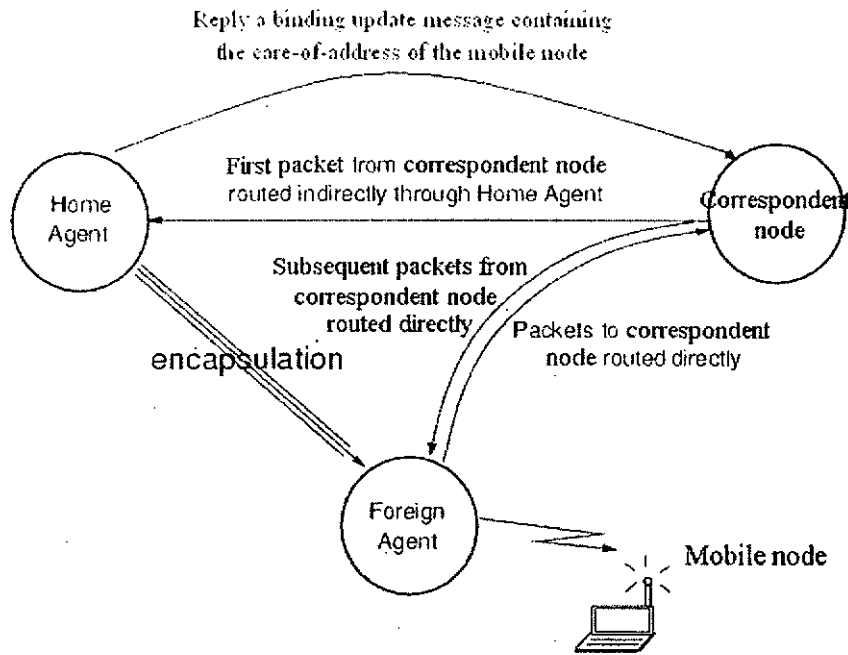 Reply a binding update message containing
the care-of-address of the mobile node
First packet from correspondent node
routed indirectly through Home Agent
Home
Agent
Correspondent
node
Subsequent packets from
correspondent node
routed directly
Packets to correspondent
node routed directly
encapsulation
Foreign
Agent
Mobile node